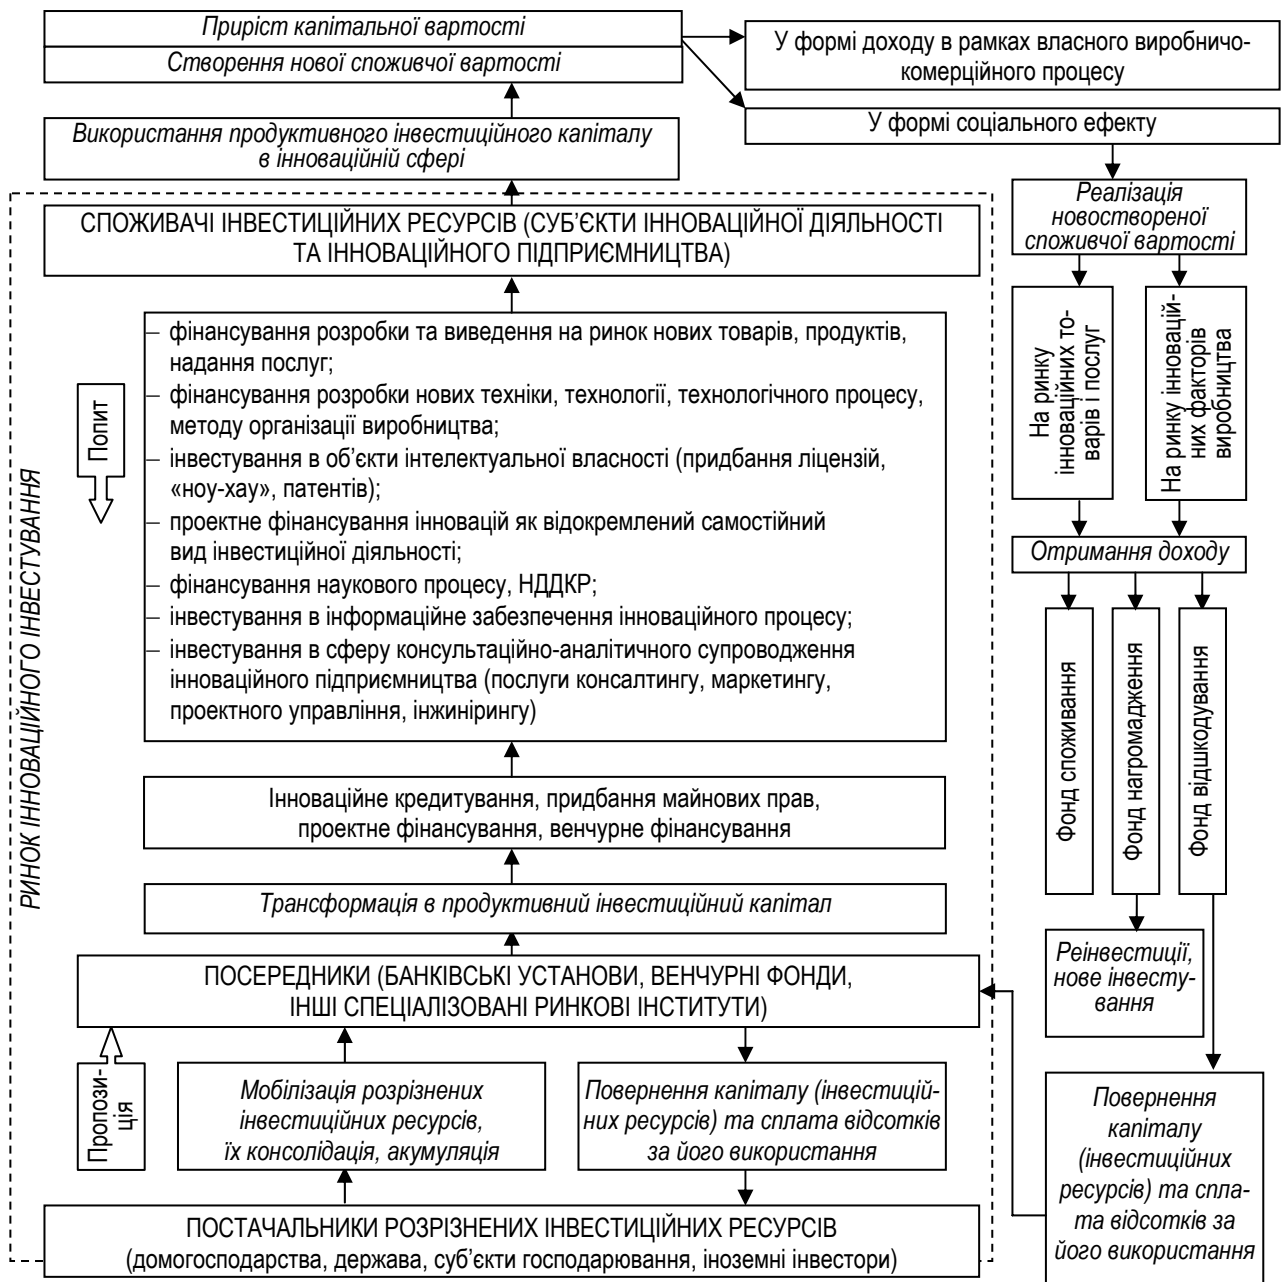 Приріст капітальної вартості
Створення нової споживчої вартості
У формі доходу в рамках власного виробничо-
комерційного процесу
У формі соціального ефекту
Використання продуктивного інвестиційного капіталу
в інноваційній сфері
СПОЖИВАЧІ ІНВЕСТИЦІЙНИХ РЕСУРСІВ (СУБ’ЄКТИ ІННОВАЦІЙНОЇ ДІЯЛЬНОСТІ
ТА ІННОВАЦІЙНОГО ПІДПРИЄМНИЦТВА)
– фінансування розробки та виведення на ринок нових товарів, продуктів,
надання послуг;
– фінансування розробки нових техніки, технології, технологічного процесу,
методу організації виробництва;
– інвестування в об’єкти інтелектуальної власності (придбання ліцензій,
«ноу-хау», патентів);
– проектне фінансування інновацій як відокремлений самостійний
вид інвестиційної діяльності;
– фінансування наукового процесу, НДДКР;
– інвестування в інформаційне забезпечення інноваційного процесу;
– інвестування в сферу консультаційно-аналітичного супроводження
інноваційного підприємництва (послуги консалтингу, маркетингу,
проектного управління, інжинірингу)
Попит
РИНОК ІННОВАЦІЙНОГО ІНВЕСТУВАННЯ
Інноваційне кредитування, придбання майнових прав,
проектне фінансування, венчурне фінансування
Трансформація в продуктивний інвестиційний капітал
ПОСЕРЕДНИКИ (БАНКІВСЬКІ УСТАНОВИ, ВЕНЧУРНІ ФОНДИ,
ІНШІ СПЕЦІАЛІЗОВАНІ РИНКОВІ ІНСТИТУТИ)
Пропози-
ція
Мобілізація розрізнених
інвестиційних ресурсів,
їх консолідація, акумуляція
Повернення капіталу (інвестицій-
них ресурсів) та сплата відсотків
за його використання
ПОСТАЧАЛЬНИКИ РОЗРІЗНЕНИХ ІНВЕСТИЦІЙНИХ РЕСУРСІВ
(домогосподарства, держава, суб’єкти господарювання, іноземні інвестори)
Реалізація
новоствореної
споживчої вартості
На ринку
інноваційних то-
варів і послуг
На ринку інновацій-
них факторів
виробництва
Отримання доходу
Фонд споживання
Фонд нагромадження
Фонд відшкодування
Реінвестиції,
нове інвесту-
вання
Повернення
капіталу
(інвестиційних
ресурсів) та спла-
та відсотків за
його використання